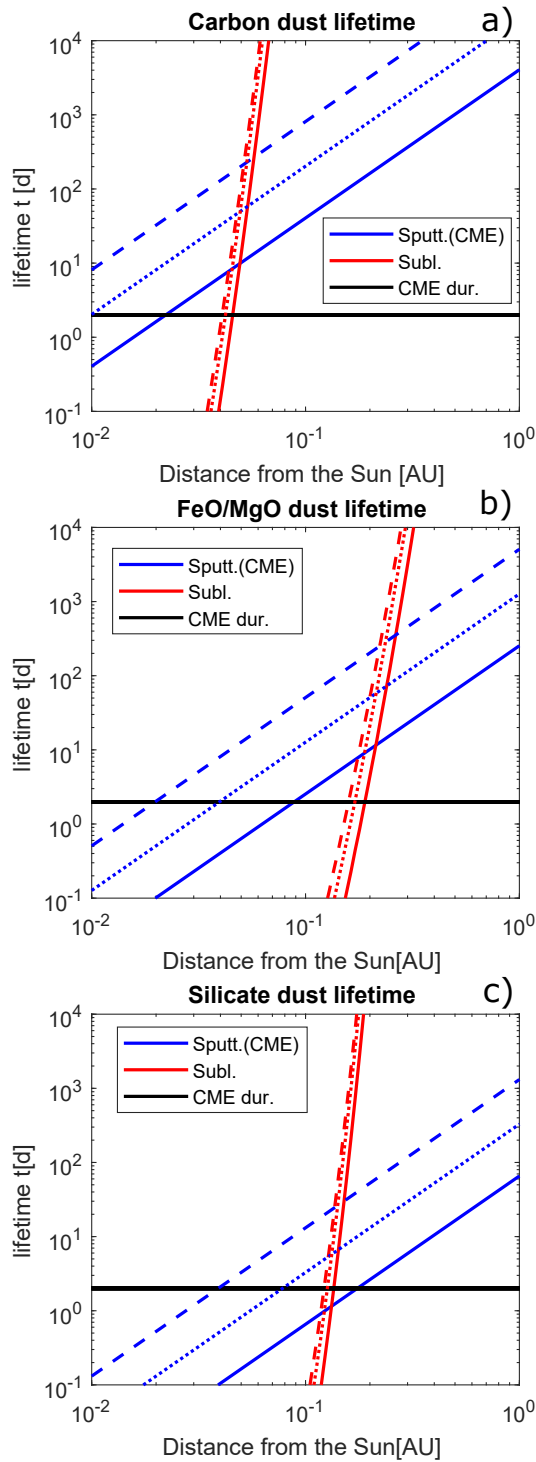 Carbon dust lifetime
a)
10^4
10^3
10^2
10^1
10^0
10^-1
lifetime t [d]
Sputt.(CME)
Subl.
CME dur.
10^-2
10^-1
10^0
Distance from the Sun [AU]
FeO/MgO dust lifetime
b)
10^4
10^3
10^2
10^1
10^0
10^-1
lifetime t[d]
Sputt.(CME)
Subl.
CME dur.
10^-2
10^-1
10^0
Distance from the Sun[AU]
Silicate dust lifetime
c)
10^4
10^3
10^2
10^1
10^0
10^-1
lifetime t[d]
Sputt.(CME)
Subl.
CME dur.
10^-2
10^-1
10^0
Distance from the Sun[AU]